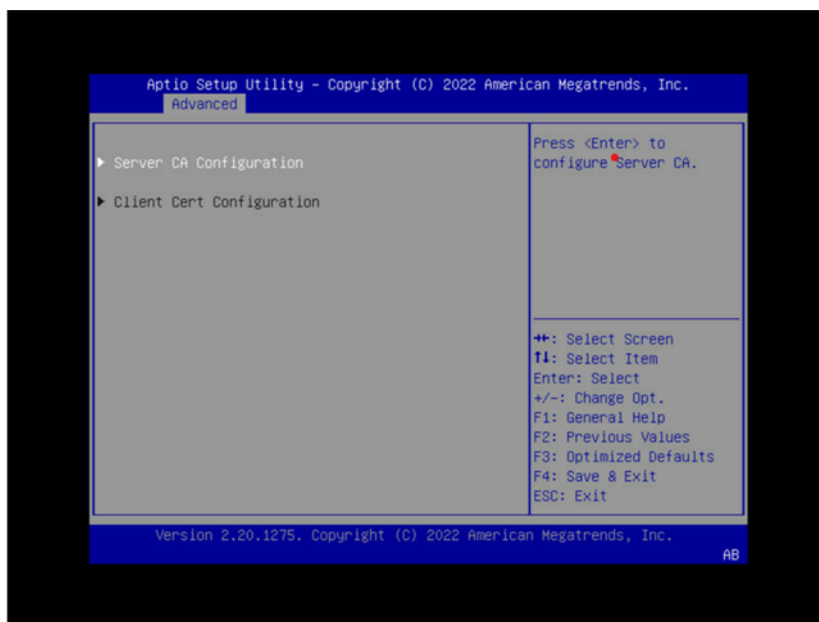 Aptio Setup Utility – Copyright (C) 2022 American Megatrends, Inc.
Advanced
▶ Server CA Configuration
▶ Client Cert Configuration
Press <Enter> to
configure Server CA.
→←: Select Screen
↑↓: Select Item
Enter: Select
+/-: Change Opt.
F1: General Help
F2: Previous Values
F3: Optimized Defaults
F4: Save & Exit
ESC: Exit
Version 2.20.1275. Copyright (C) 2022 American Megatrends, Inc.
AB